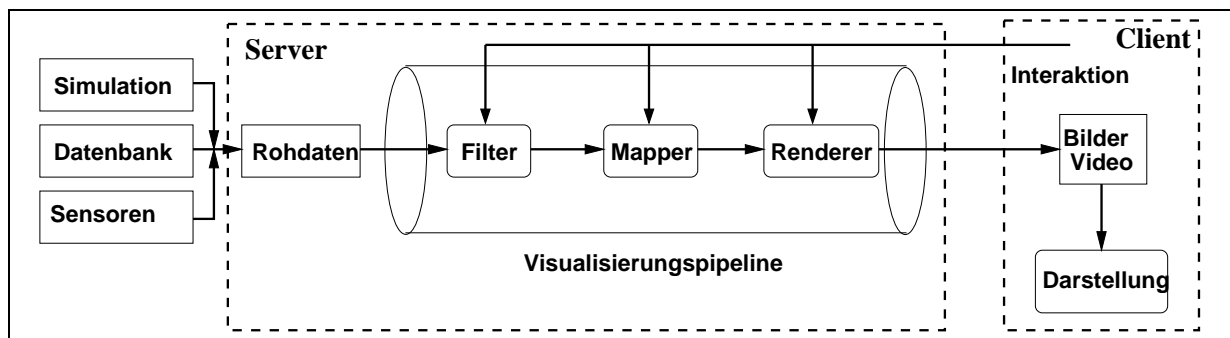 Server
Client
Interaktion
Simulation
Datenbank
Sensoren
Rohdaten
Filter
Mapper
Renderer
Bilder
Video
Visualisierungspipeline
Darstellung